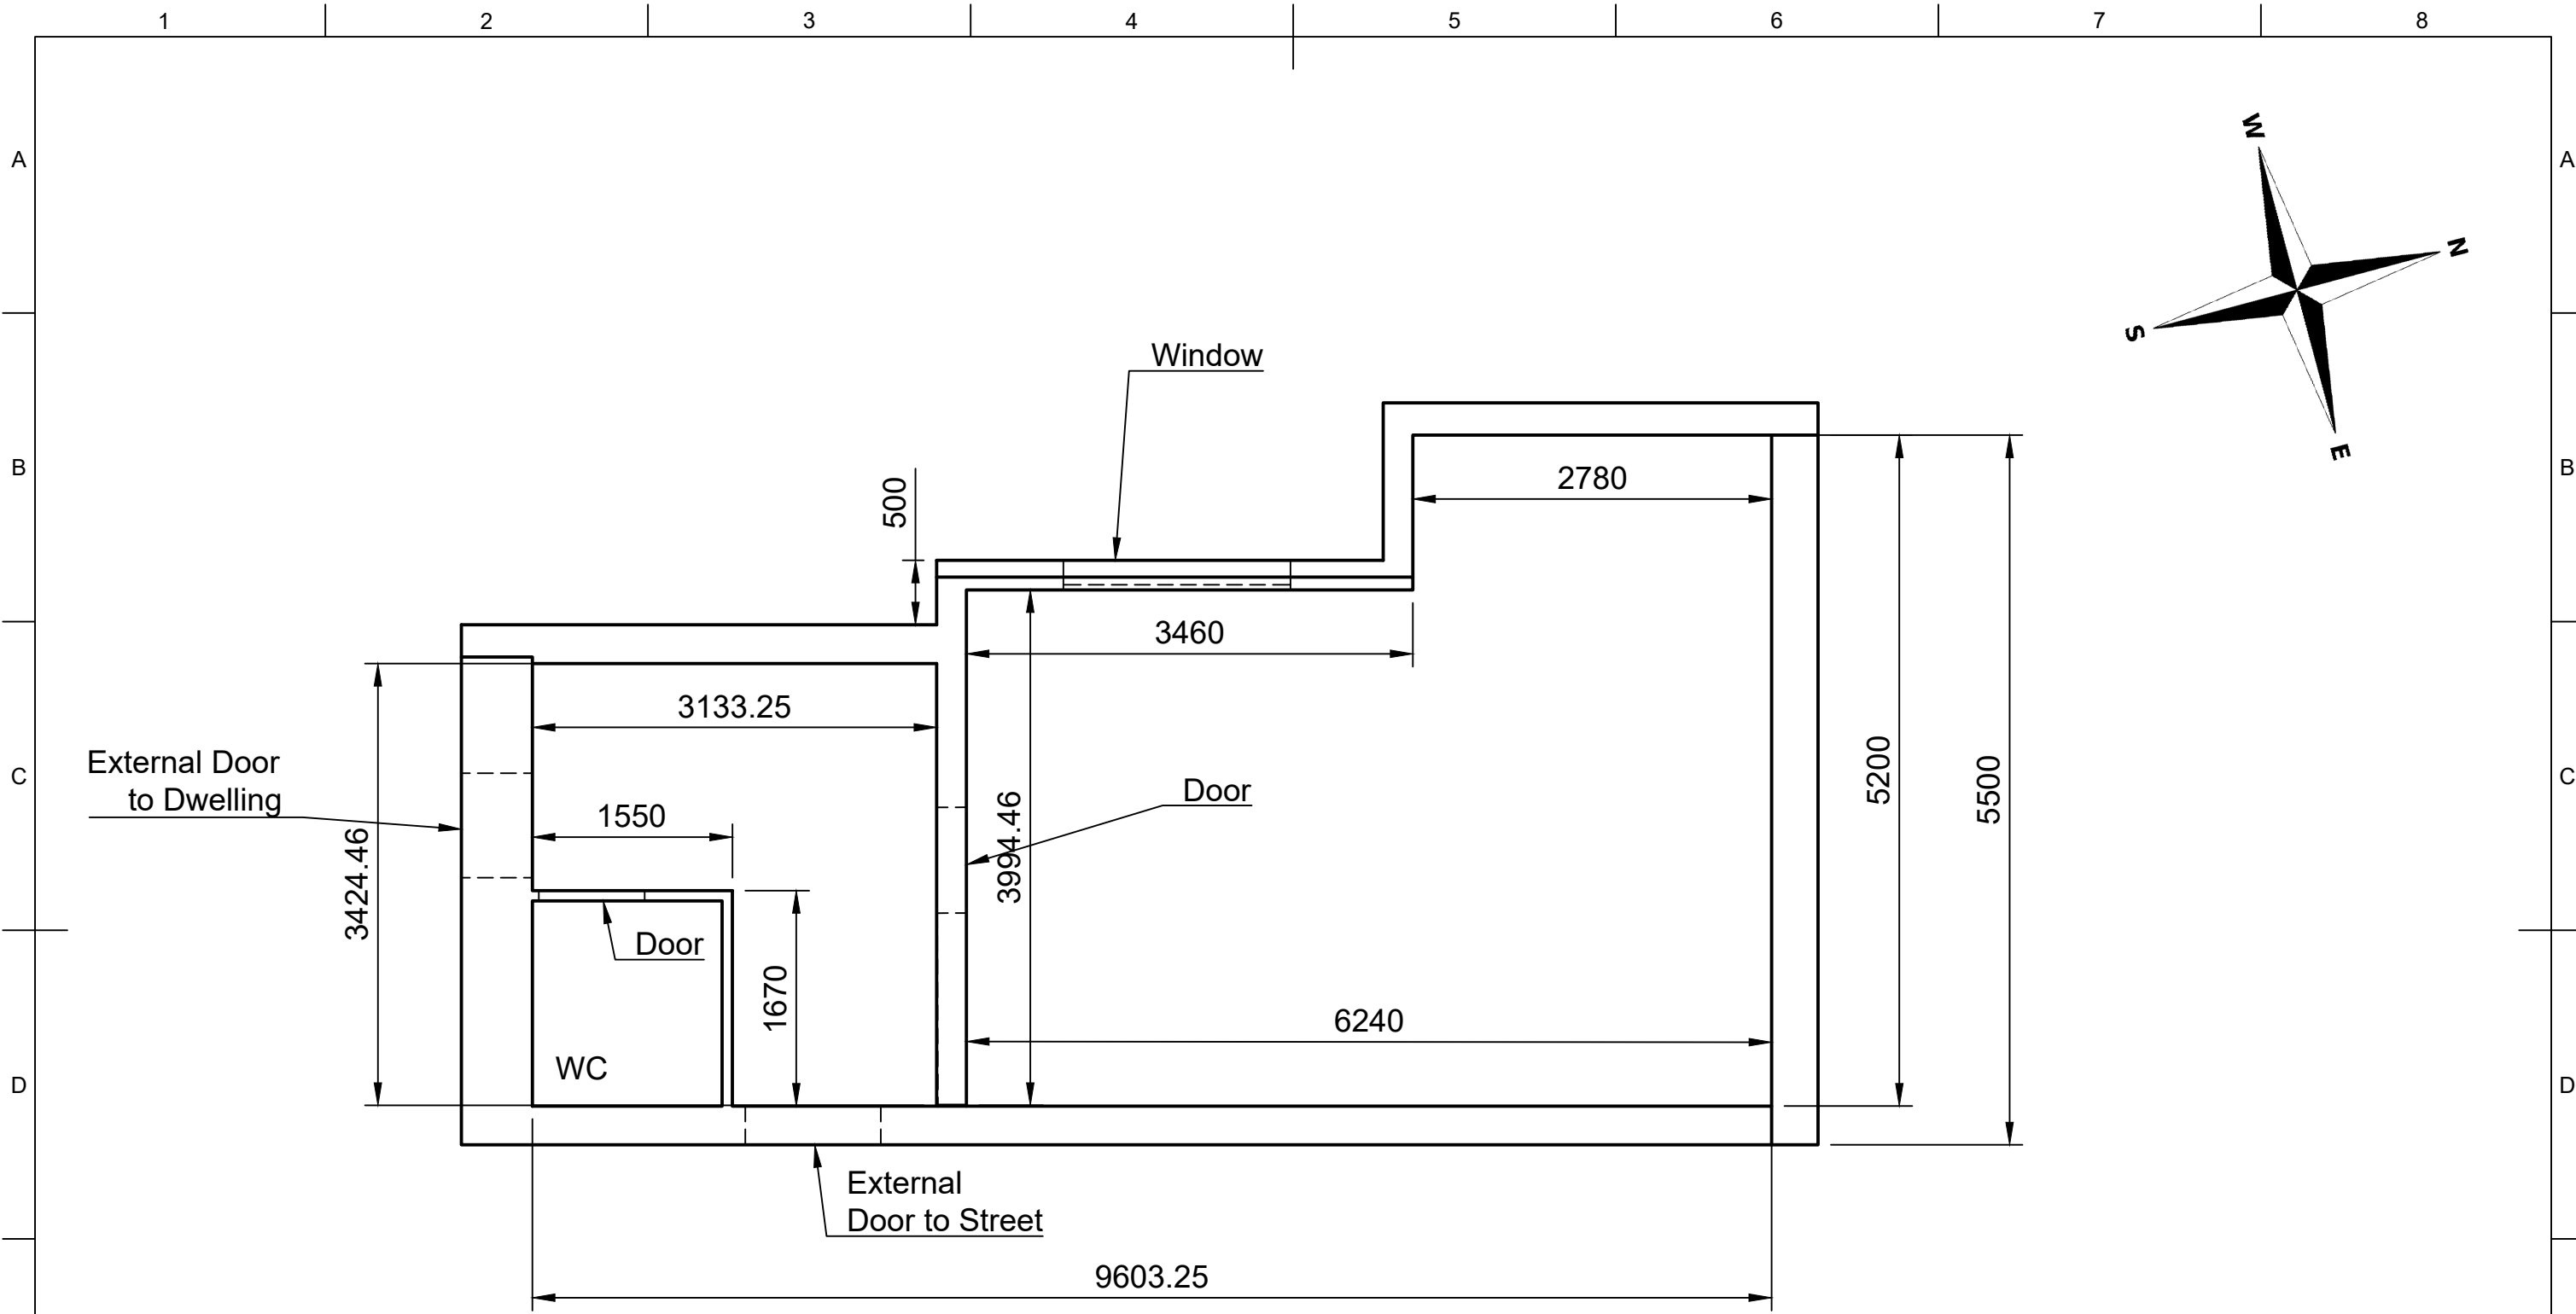 1 2 3 4 5 6 7 8
A A
W
N
S
E
Window
B B
2780
500
3460
3133.25
External Door
to Dwelling
C C
5200
5500
Door
1550
3994.46
3424.46
Door
1670
6240
WC
D D
External
Door to Street
9603.25